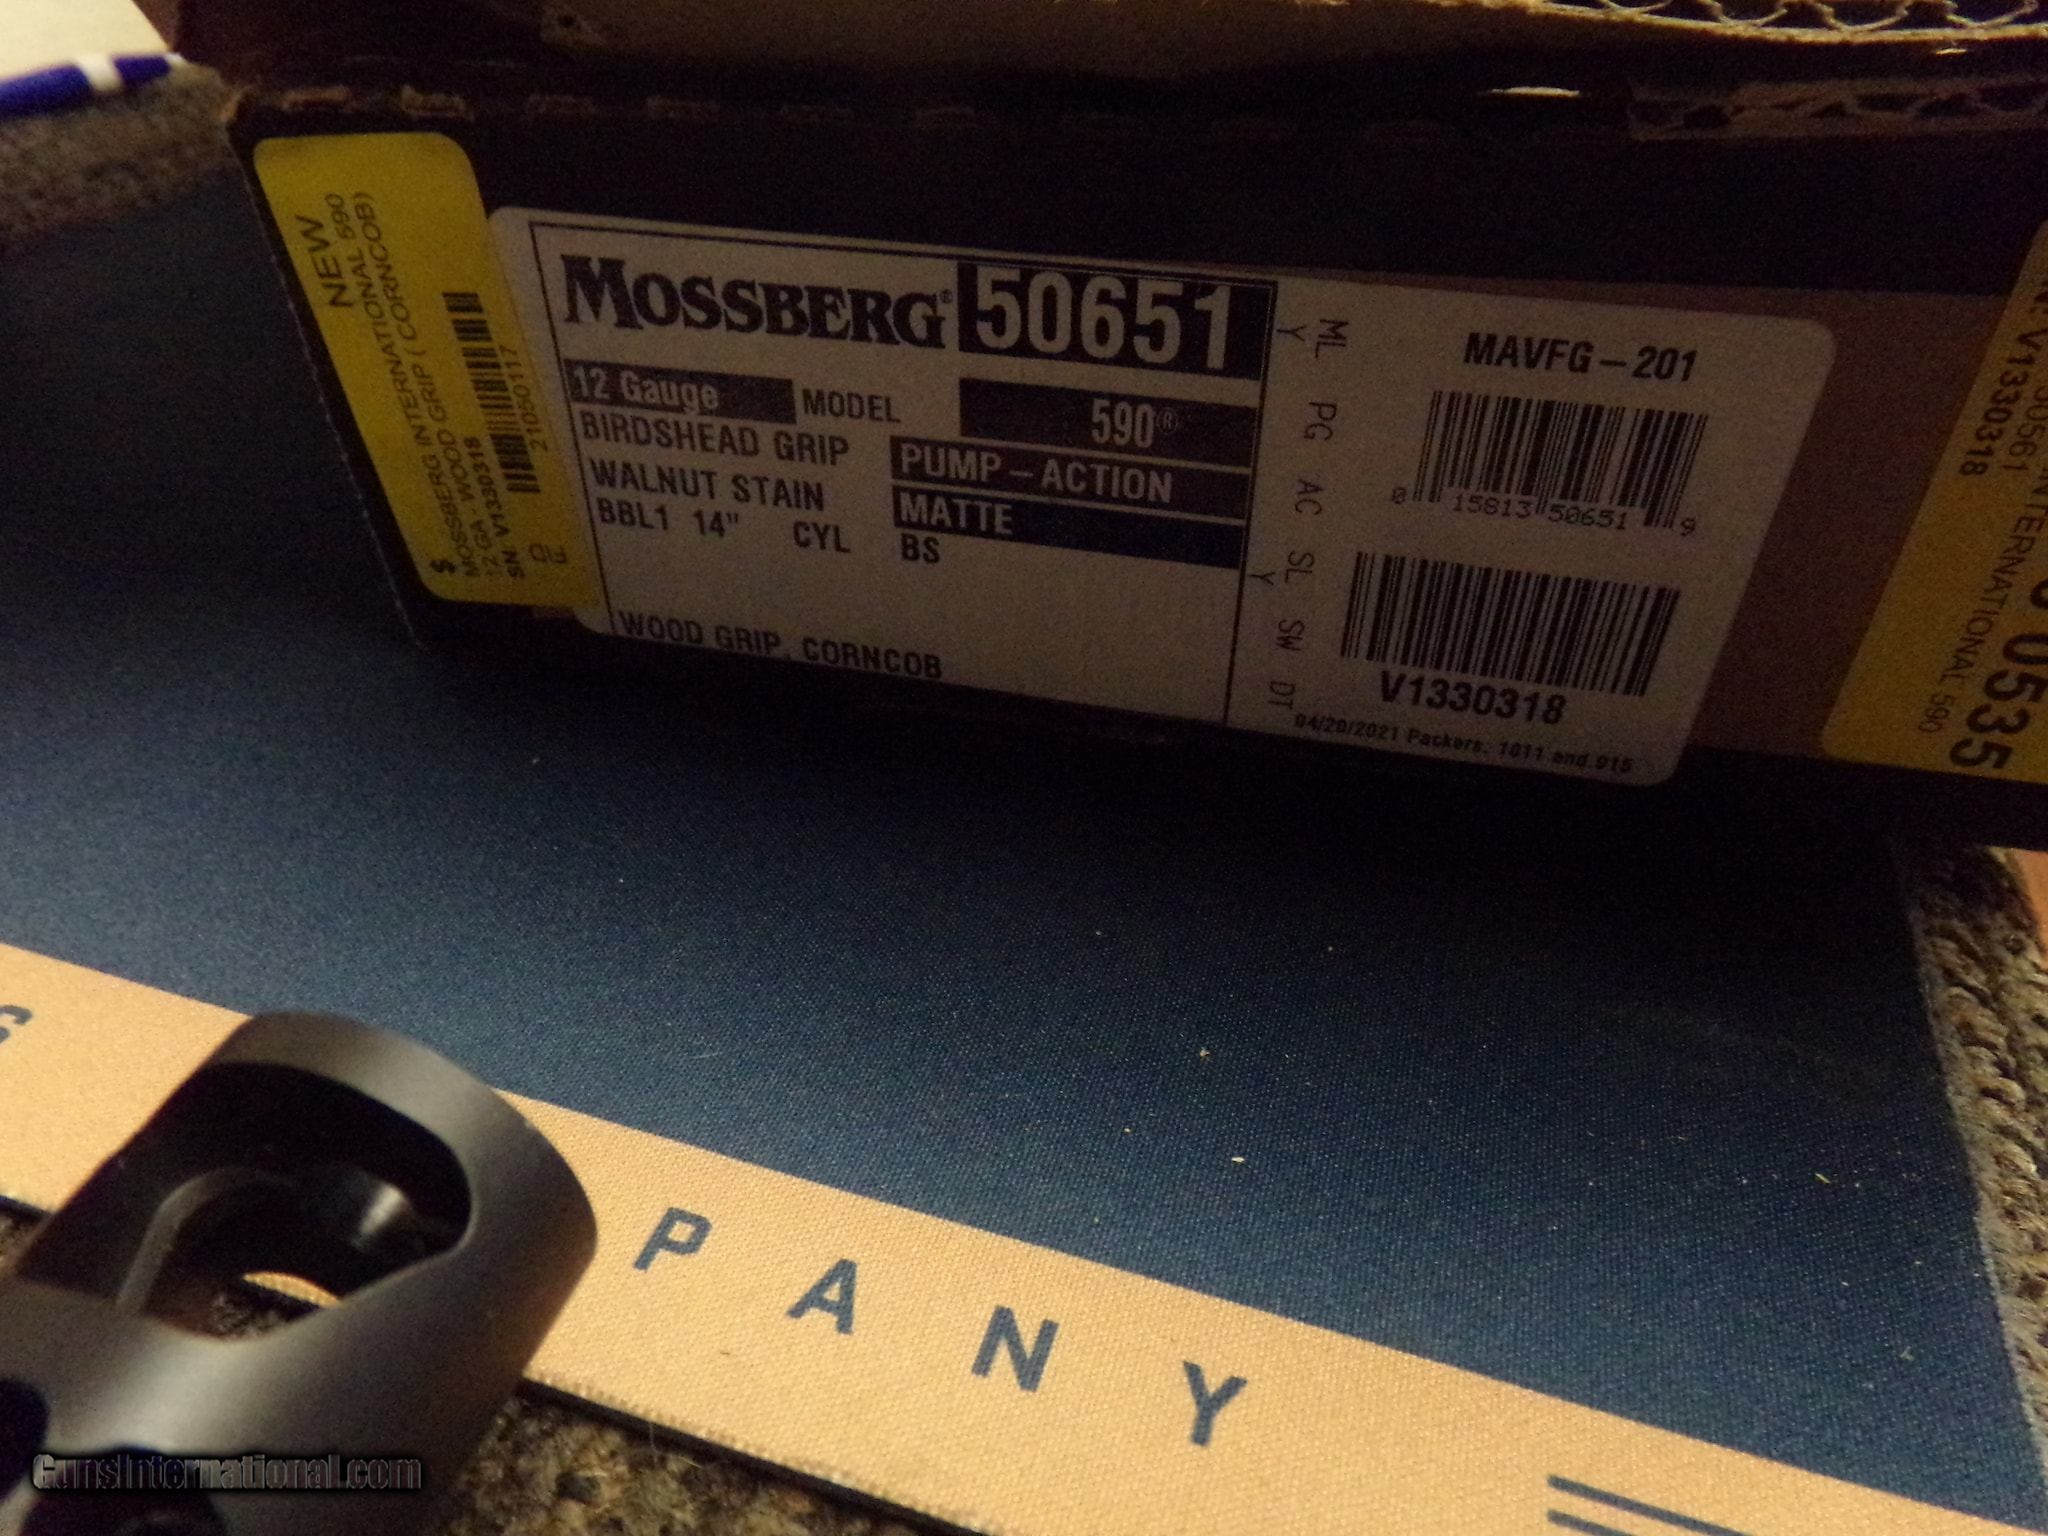 NEW
MOSSBERG INTERNATIONAL 590
12 GA - WOOD GRIP ( CORNCOB)
SN V1330318
21050117
$
MOSSBERG® 50651
12 Gauge MODEL 590®
BIRDSHEAD GRIP PUMP – ACTION
WALNUT STAIN MATTE
BBL1 14" CYL BS
WOOD GRIP, CORNCOB
ML PG AC SL SW DT
Y Y
MAVFG – 201
0 15813 50651 9
V1330318
04/20/2021 Packers: 1011 and 915
V1330318
INTERNATIONAL 590
0535
P A N Y
GunsInternational.com